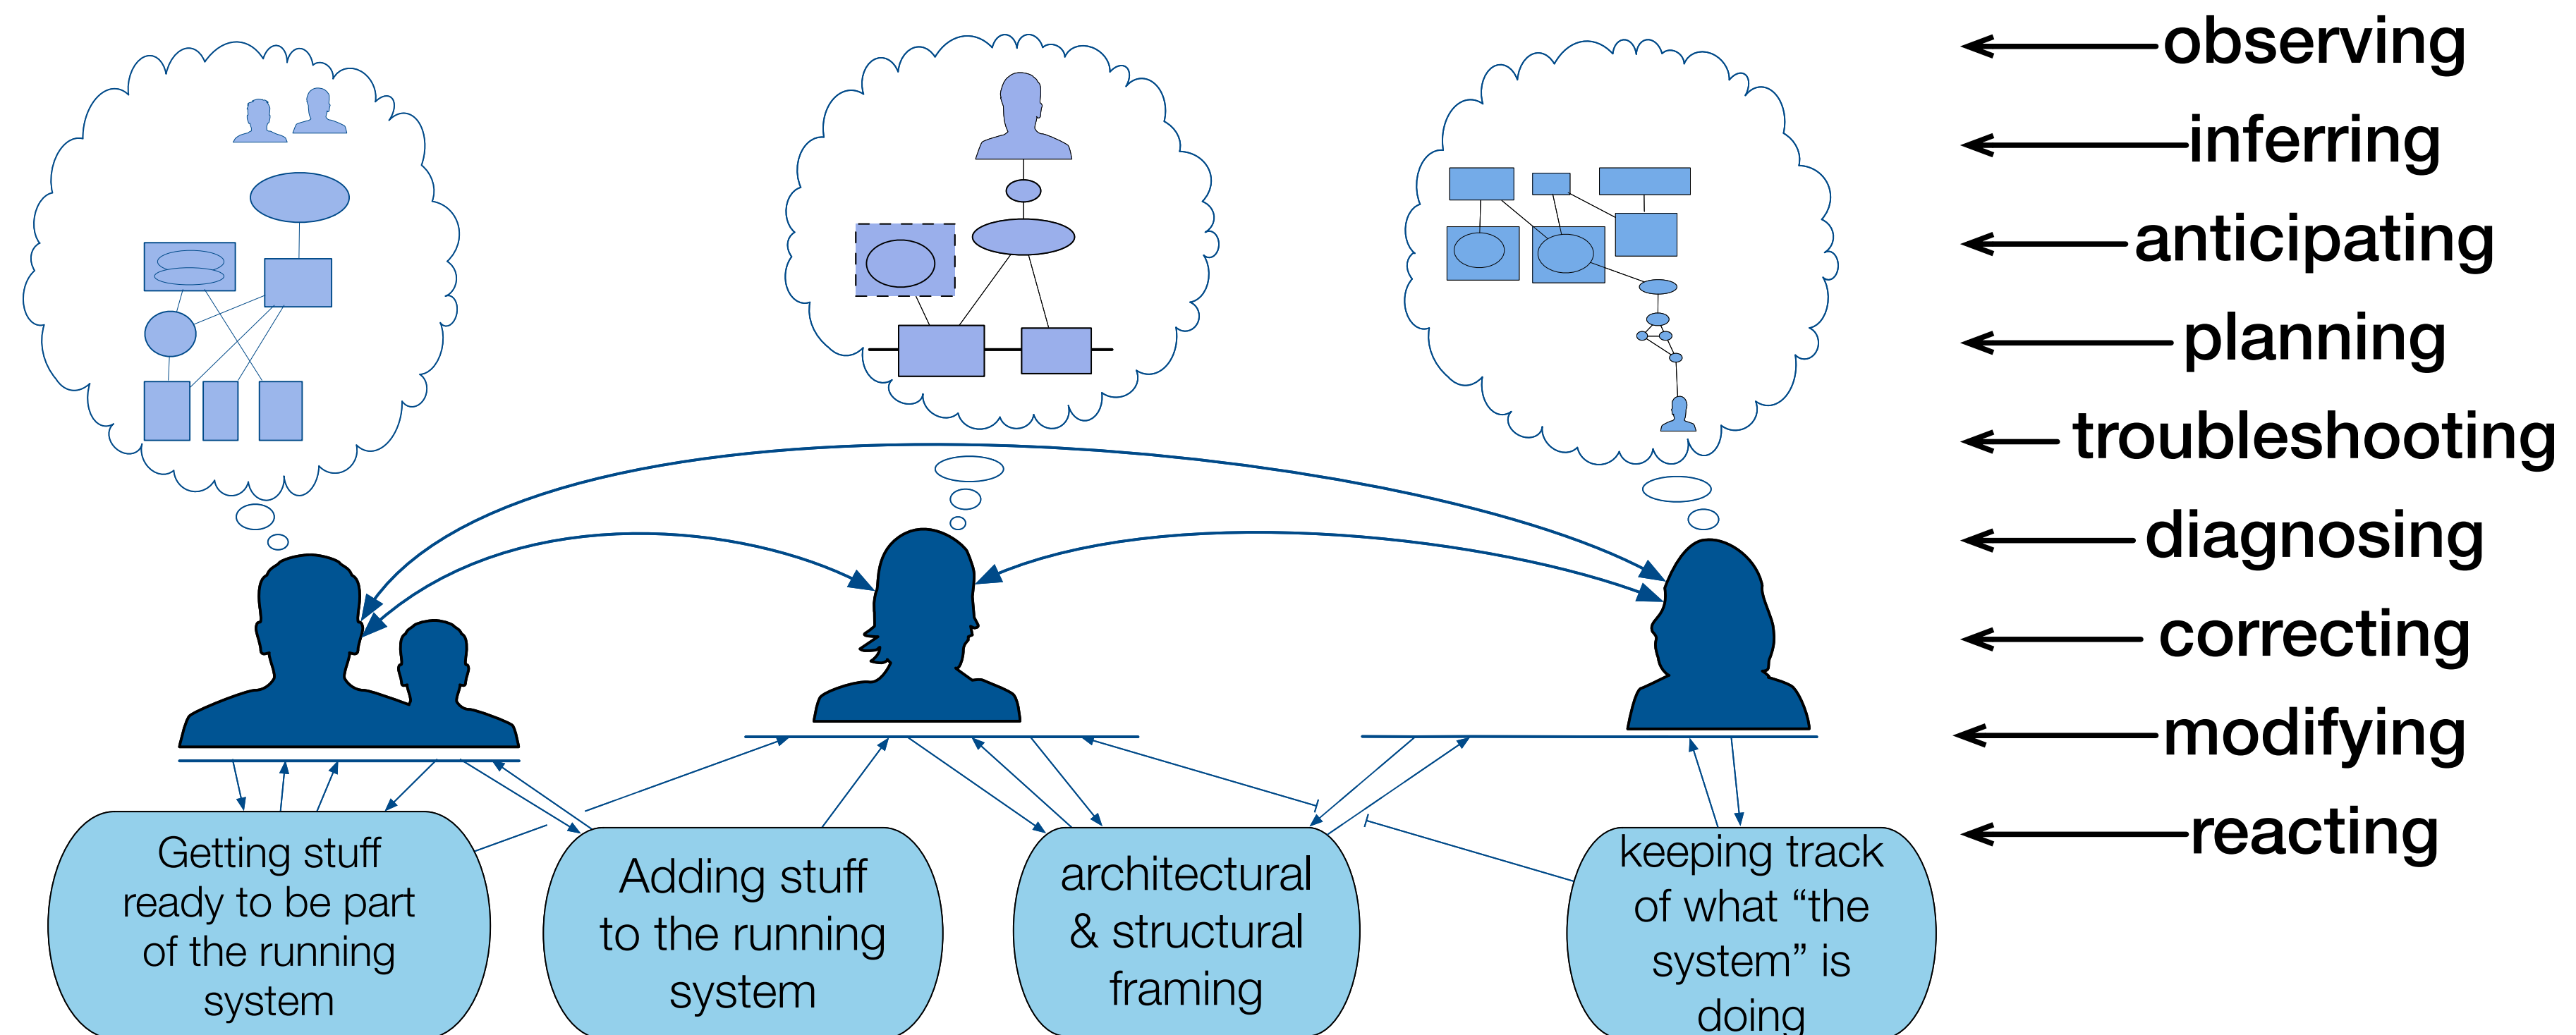 observing
inferring
anticipating
planning
troubleshooting
diagnosing
correcting
modifying
reacting
Getting stuff
ready to be part
of the running
system
Adding stuff
to the running
system
architectural
& structural
framing
keeping track
of what “the
system” is
doing